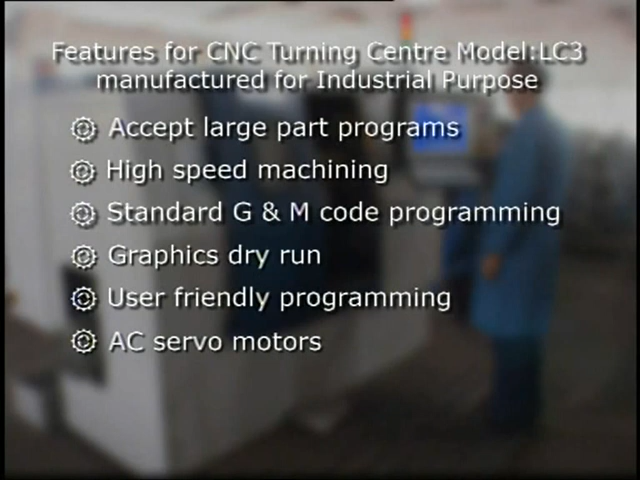 Features for CNC Turning Centre Model:LC3
manufactured for Industrial Purpose
Accept large part programs
High speed machining
Standard G & M code programming
Graphics dry run
User friendly programming
AC servo motors